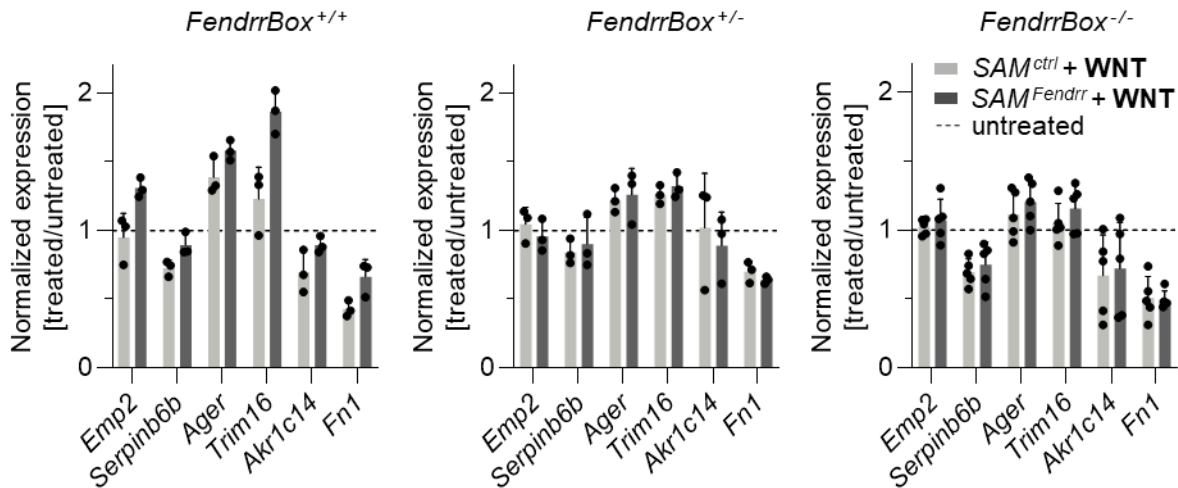 FendrrBox+/+
Normalized expression
[treated/untreated]
2
1
0
Emp2
Serpinb6b
Ager
Trim16
Akr1c14
Fn1
FendrrBox+/-
Normalized expression
[treated/untreated]
2
1
0
Emp2
Serpinb6b
Ager
Trim16
Akr1c14
Fn1
FendrrBox-/-
SAMctrl + WNT
SAMFendrr + WNT
untreated
Normalized expression
[treated/untreated]
2
1
0
Emp2
Serpinb6b
Ager
Trim16
Akr1c14
Fn1